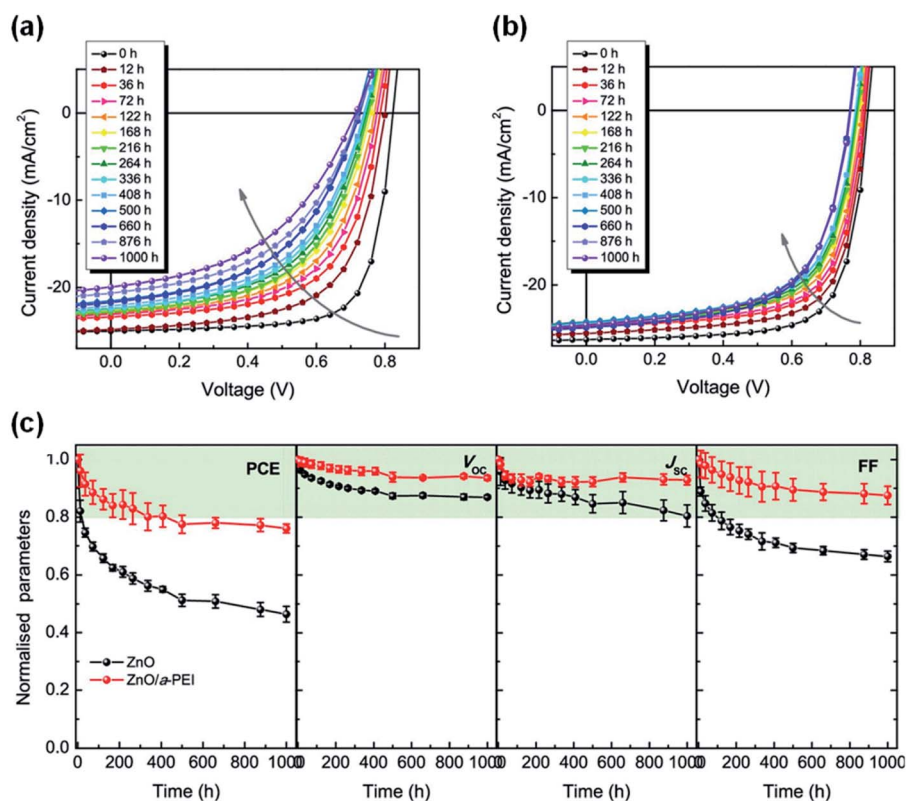 (a)
0 h
12 h
36 h
72 h
122 h
168 h
216 h
264 h
336 h
408 h
500 h
660 h
876 h
1000 h
Current density (mA/cm²)
0
-10
-20
0.0 0.2 0.4 0.6 0.8
Voltage (V)
(b)
0 h
12 h
36 h
72 h
122 h
168 h
216 h
264 h
336 h
408 h
500 h
660 h
876 h
1000 h
Current density (mA/cm²)
0
-10
-20
0.0 0.2 0.4 0.6 0.8
Voltage (V)
(c)
Normalised parameters
1.0
0.8
0.6
0.4
0.2
0.0
PCE
VOC
JSC
FF
ZnO
ZnO/a-PEI
0 200 400 600 800 1000
0 200 400 600 800 1000
0 200 400 600 800 1000
0 200 400 600 800 1000
Time (h) Time (h) Time (h) Time (h)